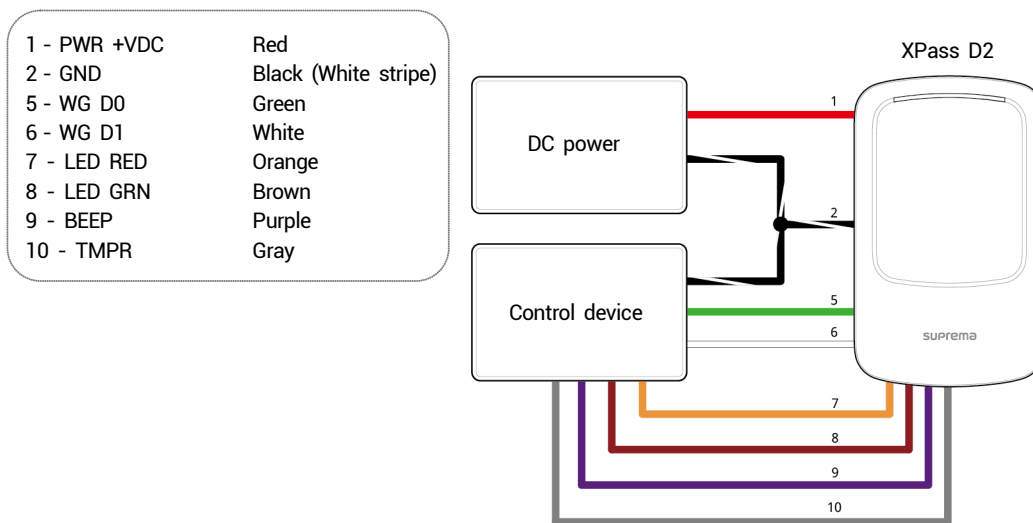 1 - PWR +VDC Red
2 - GND Black (White stripe)
5 - WG D0 Green
6 - WG D1 White
7 - LED RED Orange
8 - LED GRN Brown
9 - BEEP Purple
10 - TMPR Gray
XPass D2
DC power
1
2
Control device
5
6
suprema
7
8
9
10